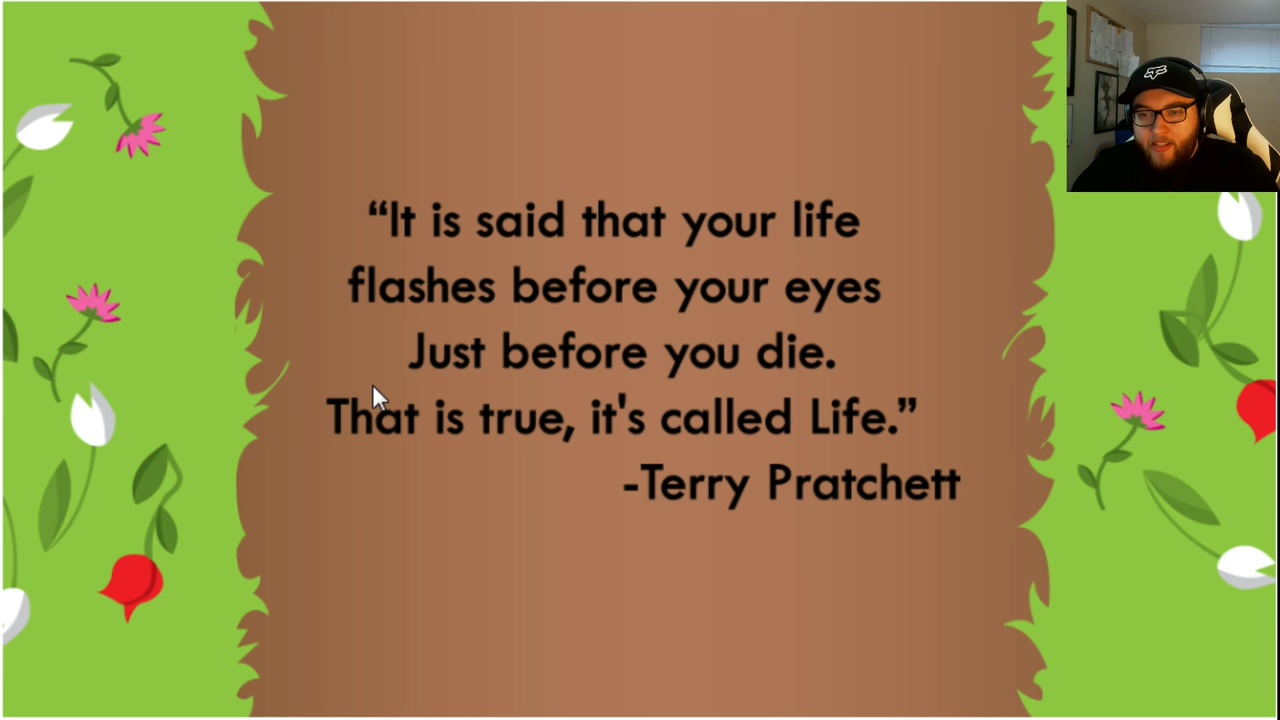 “It is said that your life
flashes before your eyes
Just before you die.
That is true, it's called Life.”
-Terry Pratchett